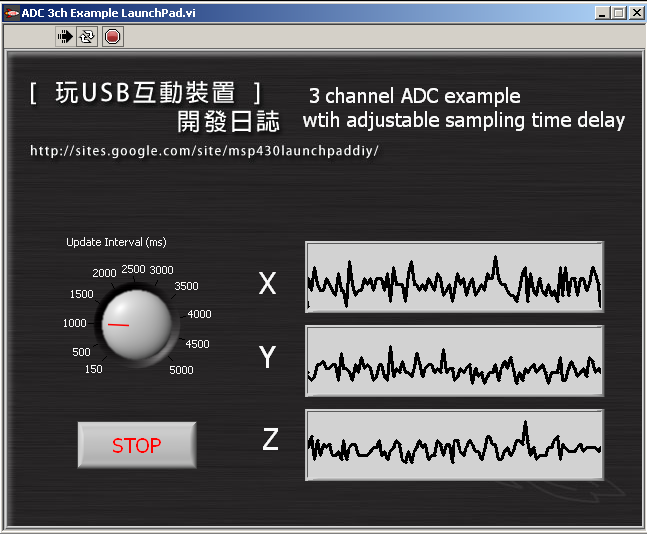 ADC 3ch Example LaunchPad.vi
[ 玩USB互動裝置 ]
開發日誌
3 channel ADC example
wtih adjustable sampling time delay
http://sites.google.com/site/msp430launchpaddiy/
Update Interval (ms)
150
500
1000
1500
2000
2500
3000
3500
4000
4500
5000
X
Y
Z
STOP